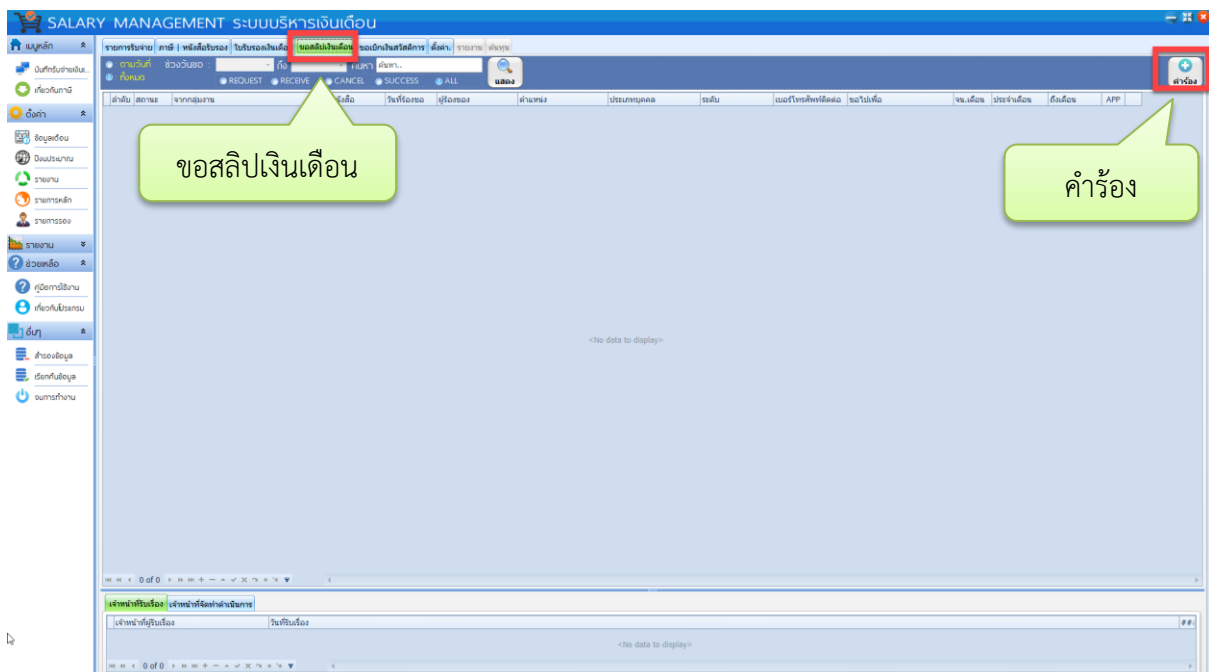 SALARY MANAGEMENT ระบบบริหารเงินเดือน
เมนูหลัก
บันทึกรับจ่ายเงิน...
เกี่ยวกับภาษี
ตั้งค่า
ข้อมูลเดือน
ปีงบประมาณ
รายงาน
รายการหลัก
รายการรอง
รายงาน
ช่วยเหลือ
คู่มือการใช้งาน
เกี่ยวกับโปรแกรม
อื่นๆ
สำรองข้อมูล
เรียกคืนข้อมูล
จบการทำงาน
รายการรับจ่าย ภาษี | หนังสือรับรอง ใบรับรองเงินเดือ ขอสลิปเงินเดือน ขอเบิกเงินสวัสดิการ ตั้งค่า. รายงาน
ตามวันที่ ช่วงวันขอ : ถึง ค้นหา ค้นหา..
ทั้งหมด REQUEST RECEIVE CANCEL SUCCESS ALL แสดง
คำร้อง
ลำดับ สถานะ จากกลุ่มงาน วันที่ร้องขอ ผู้ร้องขอ ตำแหน่ง ประเภทบุคคล ระดับ เบอร์โทรศัพท์ติดต่อ ขอไปเพื่อ จน.เดือน ประจำเดือน ถึงเดือน APP
ขอสลิปเงินเดือน
คำร้อง
<No data to display>
0 of 0
เจ้าหน้าที่รับเรื่อง เจ้าหน้าที่จัดทำดำเนินการ
เจ้าหน้าที่ผู้รับเรื่อง วันที่รับเรื่อง
<No data to display>
0 of 0